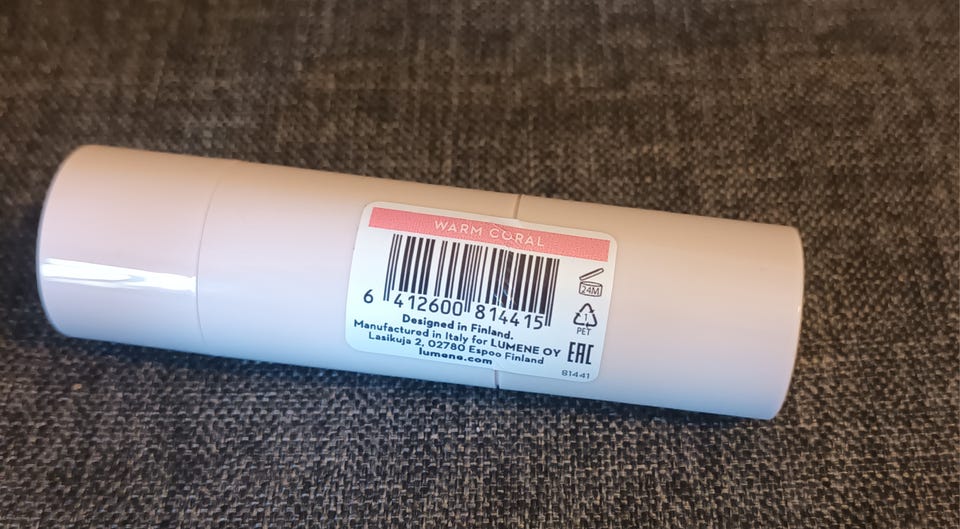 WARM CORAL
6 412600 814415
24M
1
PET
Designed in Finland.
Manufactured in Italy for LUMENE OY
Lasikuja 2, 02780 Espoo Finland
lumene.com
EAC
81441